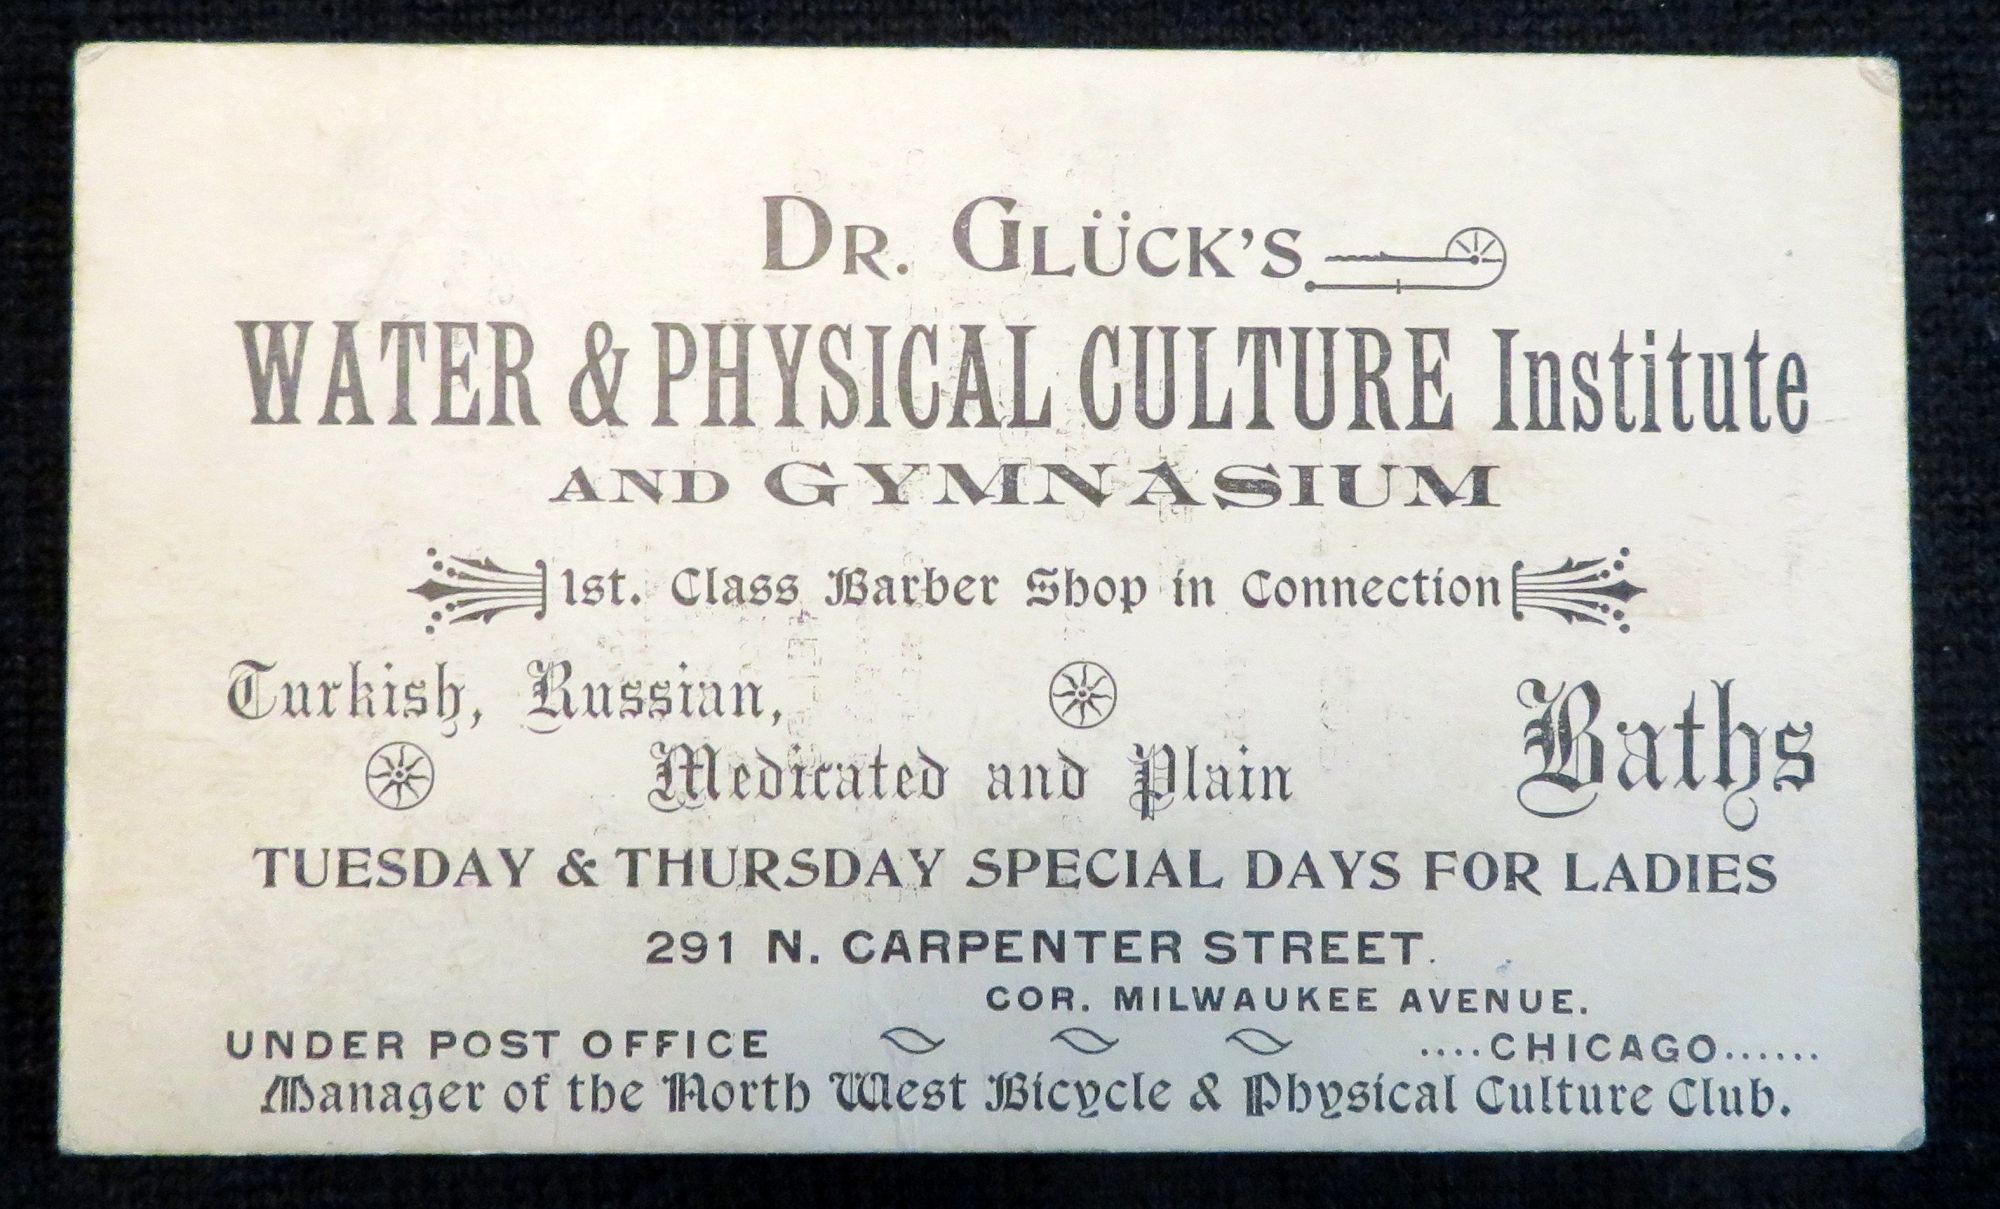 DR. GLÜCK'S
WATER & PHYSICAL CULTURE Institute
AND GYMNASIUM
1st. Class Barber Shop in Connection
Turkish, Russian,
Medicated and Plain
Baths
TUESDAY & THURSDAY SPECIAL DAYS FOR LADIES
291 N. CARPENTER STREET.
COR. MILWAUKEE AVENUE.
UNDER POST OFFICE ....CHICAGO......
Manager of the North West Bicycle & Physical Culture Club.